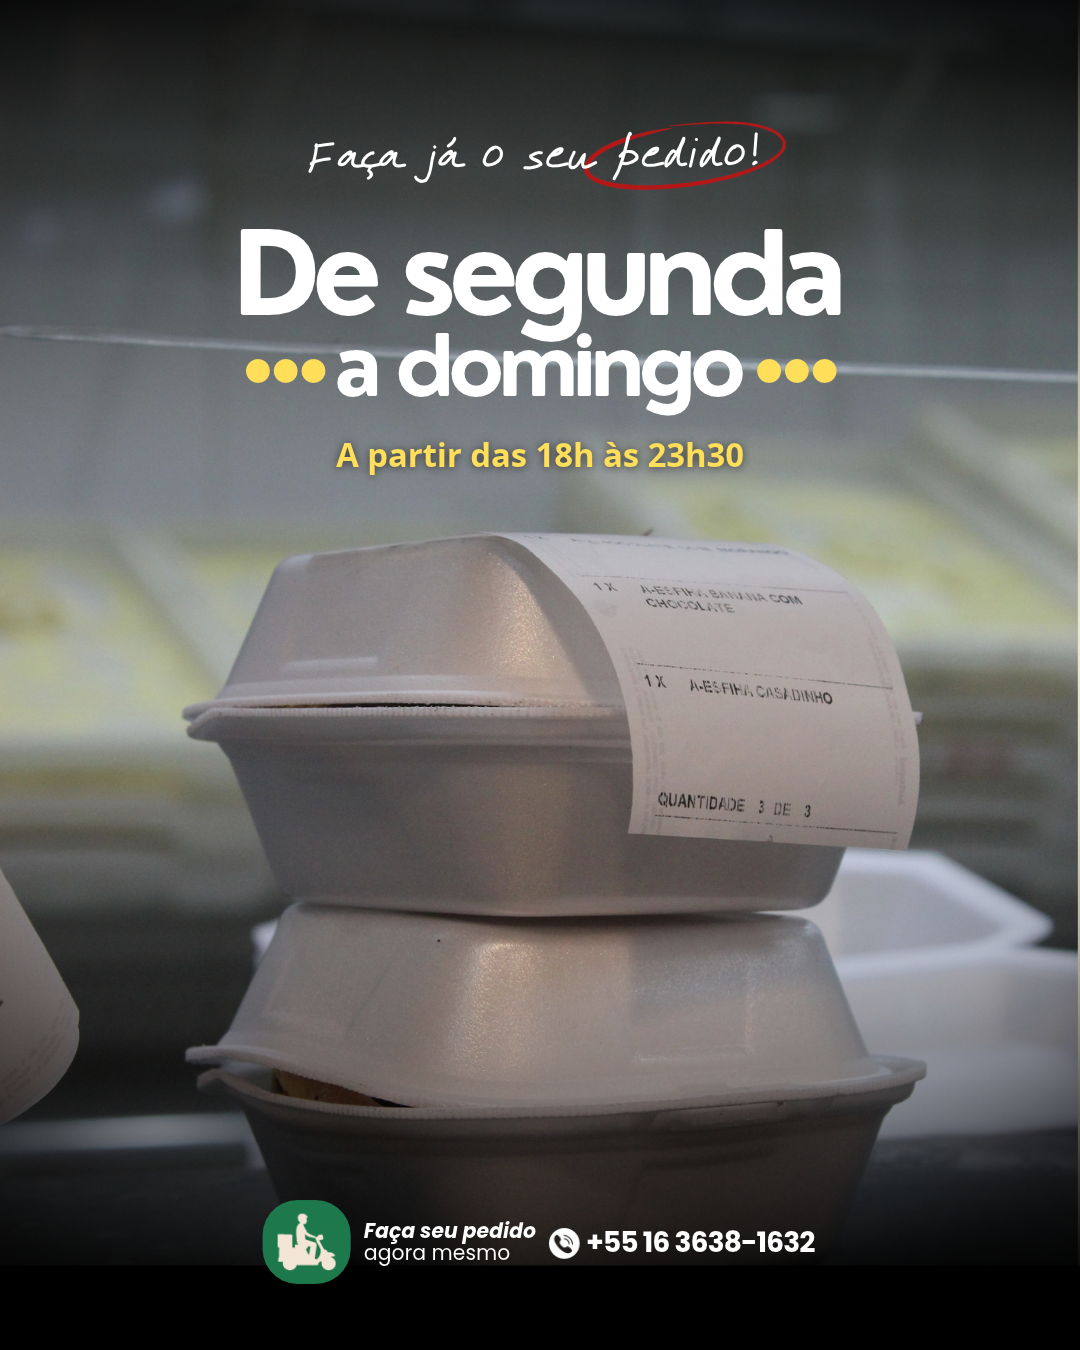 Faça já o seu pedido!
De segunda
a domingo
A partir das 18h às 23h30
1 X A-ESFIHA BANANA COM
CHOCOLATE
1 X A-ESFIHA CASADINHO
QUANTIDADE 3 DE 3
Faça seu pedido
agora mesmo
+55 16 3638-1632